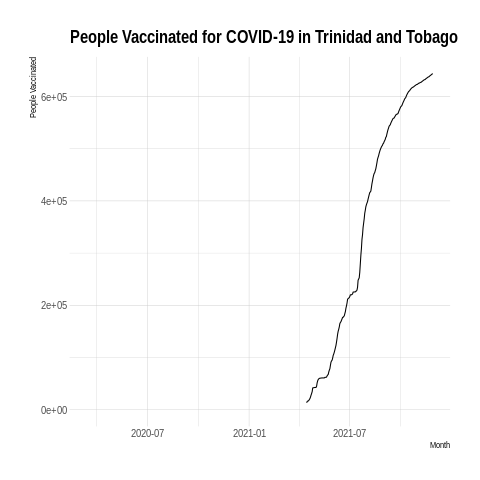 People Vaccinated for COVID-19 in Trinidad and Tobago
People Vaccinated
6e+05
4e+05
2e+05
0e+00
2020-07 2021-01 2021-07
Month